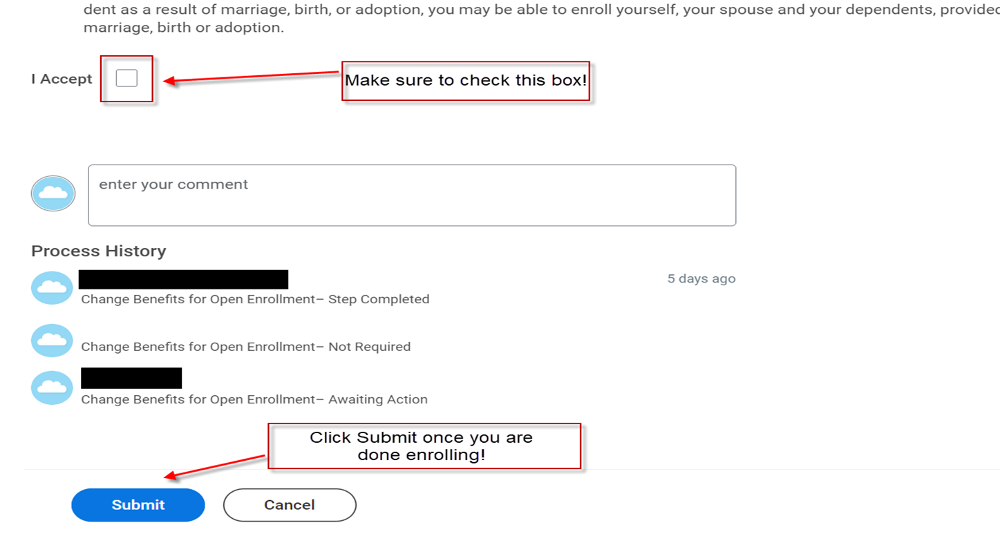 dent as a result of marriage, birth, or adoption, you may be able to enroll yourself, your spouse and your dependents, provided
marriage, birth or adoption.
I Accept
Make sure to check this box!
enter your comment
Process History
5 days ago
Change Benefits for Open Enrollment– Step Completed
Change Benefits for Open Enrollment– Not Required
Change Benefits for Open Enrollment– Awaiting Action
Click Submit once you are
done enrolling!
Submit Cancel